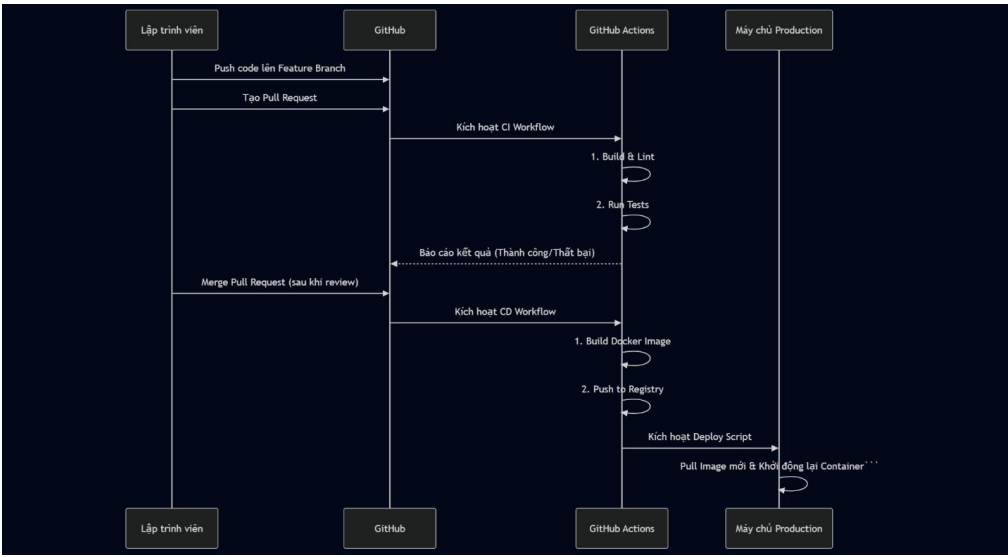 Lập trình viên
GitHub
GitHub Actions
Máy chủ Production
Push code lên Feature Branch
Tạo Pull Request
Kích hoạt CI Workflow
1. Build & Lint
2. Run Tests
Báo cáo kết quả (Thành công/Thất bại)
Merge Pull Request (sau khi review)
Kích hoạt CD Workflow
1. Build Docker Image
2. Push to Registry
Kích hoạt Deploy Script
Pull Image mới & Khởi động lại Container```
Lập trình viên
GitHub
GitHub Actions
Máy chủ Production